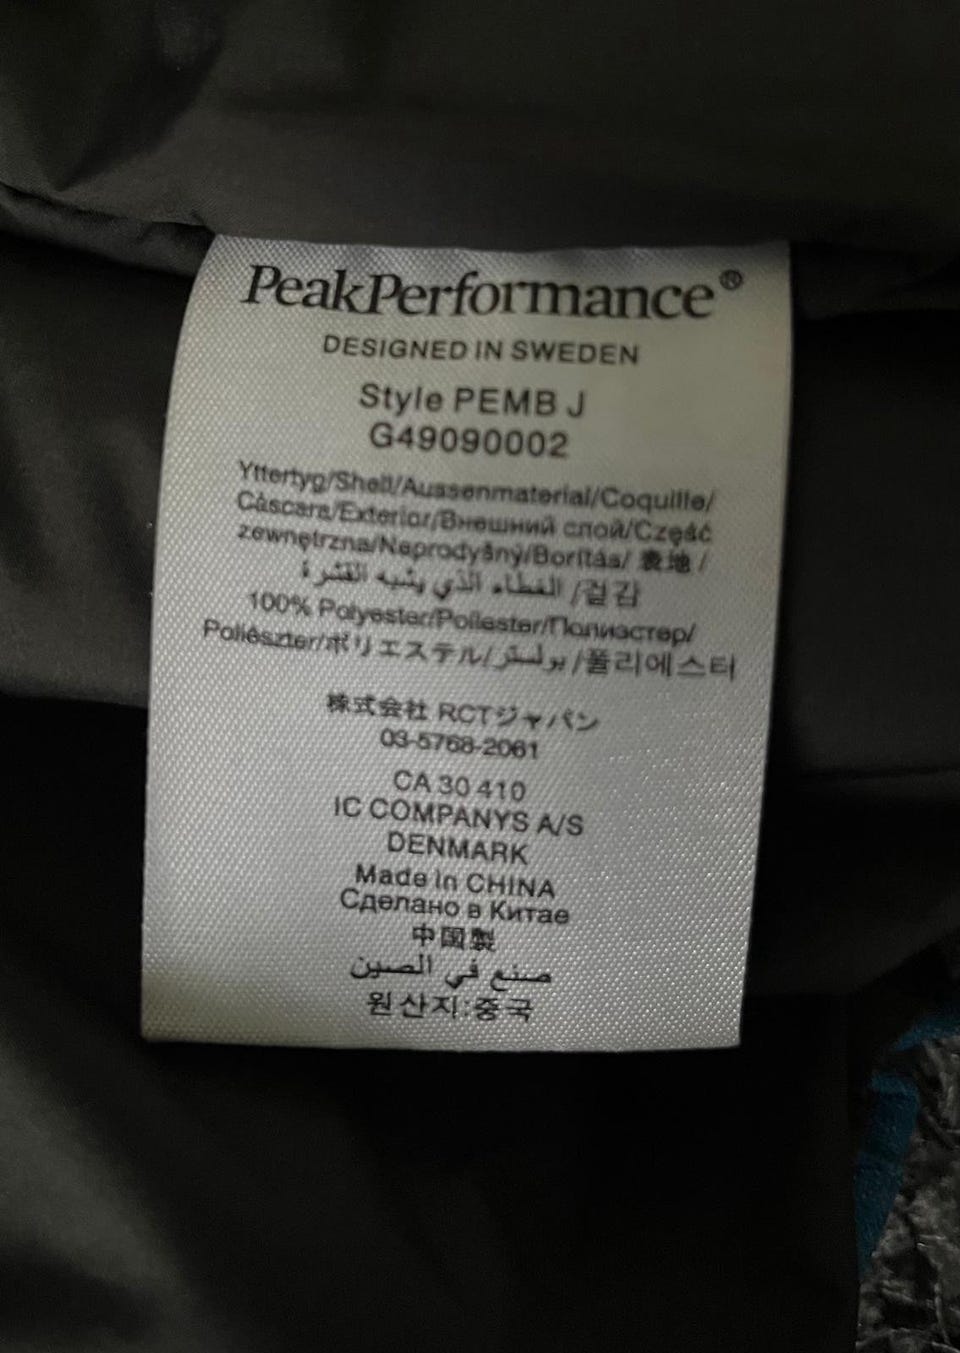 PeakPerformance®
DESIGNED IN SWEDEN
Style PEMB J
G49090002
Yttertyg/Shell/Aussenmaterial/Coquille/
Càscara/Exterior/Внешний слой/Część
zewnętrzna/Neprodyšný/Borítás/ 表地 /
الغطاء الذي يشبه القشرة /겉감
100% Polyester/Poliester/Полиэстер/
Poliészter/ポリエステル/بوليستر/폴리에스터
株式会社 RCTジャパン
03-5768-2061
CA 30 410
IC COMPANYS A/S
DENMARK
Made in CHINA
Сделано в Китае
中国製
صنع في الصين
원산지:중국